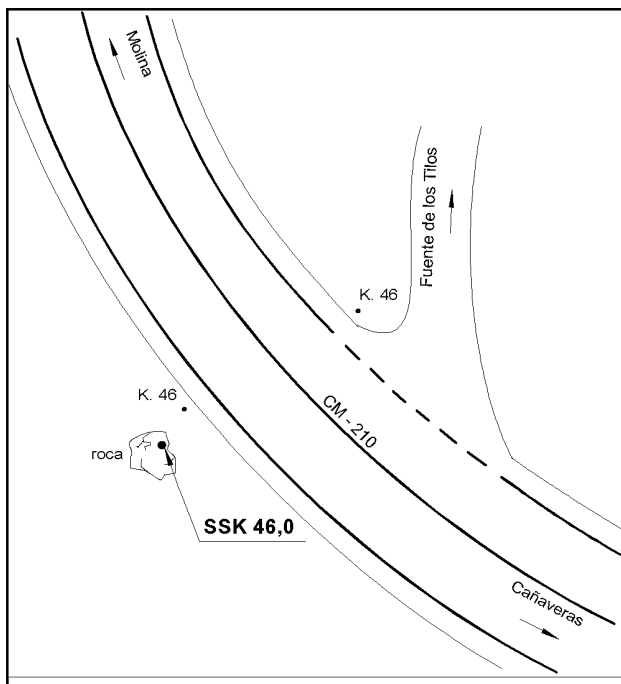 Molina
Fuente de los Tilos
K. 46
K. 46
CM - 210
roca
SSK 46,0
Cañaveras